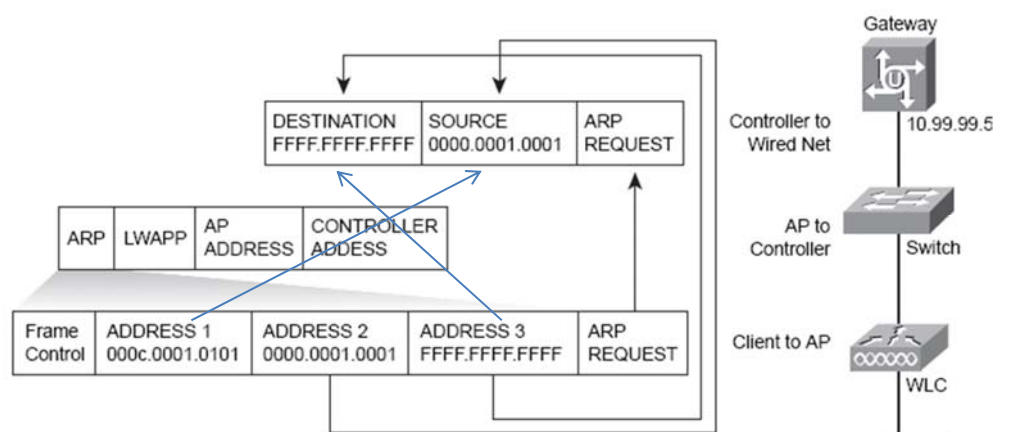 Gateway
10.99.99.5
Controller to
Wired Net
DESTINATION
FFFF.FFFF.FFFF
SOURCE
0000.0001.0001
ARP
REQUEST
ARP
LWAPP
AP
ADDRESS
CONTROLLER
ADDESS
AP to
Controller
Switch
Frame
Control
ADDRESS 1
000c.0001.0101
ADDRESS 2
0000.0001.0001
ADDRESS 3
FFFF.FFFF.FFFF
ARP
REQUEST
Client to AP
WLC